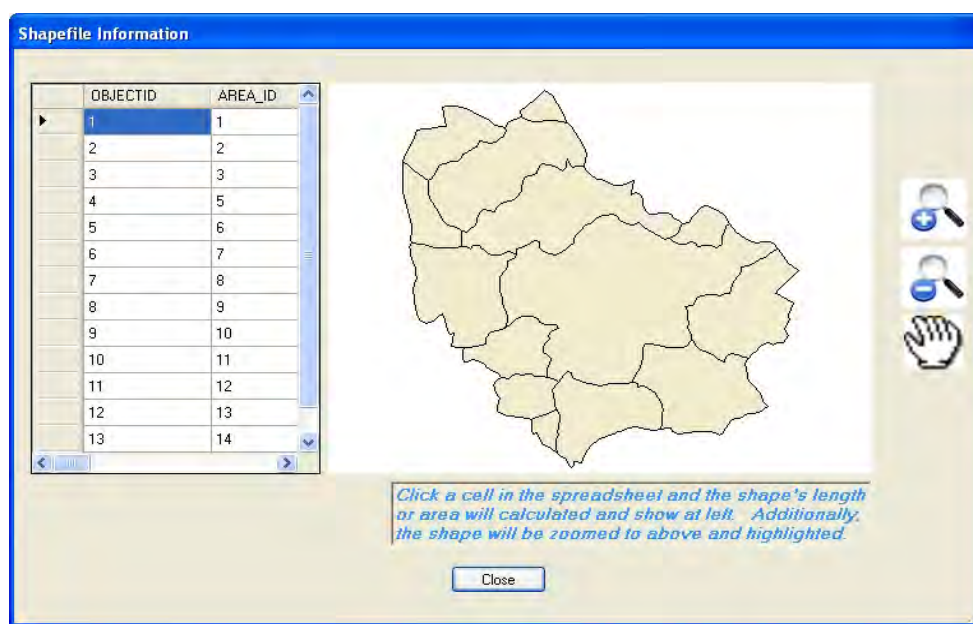 Shapefile Information
OBJECTID AREA_ID
1 1
2 2
3 3
4 5
5 6
6 7
7 8
8 9
9 10
10 11
11 12
12 13
13 14
Click a cell in the spreadsheet and the shape's length
or area will calculated and show at left. Additionally,
the shape will be zoomed to above and highlighted.
Close